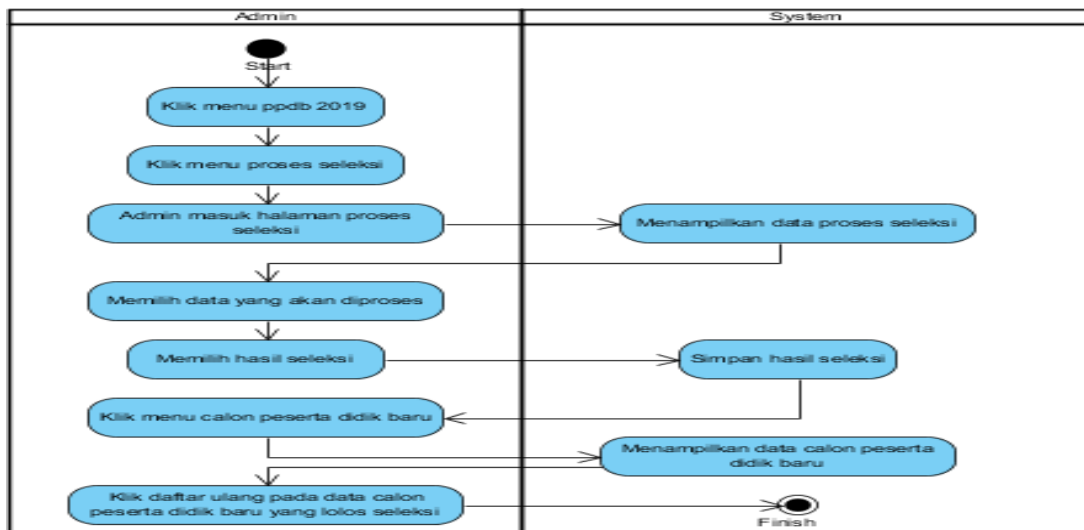 Admin
System
Start
Klik menu ppdb 2019
Klik menu proses seleksi
Admin masuk halaman proses
seleksi
Menampilkan data proses seleksi
Memilih data yang akan diproses
Memilih hasil seleksi
Simpan hasil seleksi
Klik menu calon peserta didik baru
Menampilkan data calon peserta
didik baru
Klik daftar ulang pada data calon
peserta didik baru yang lolos seleksi
Finish